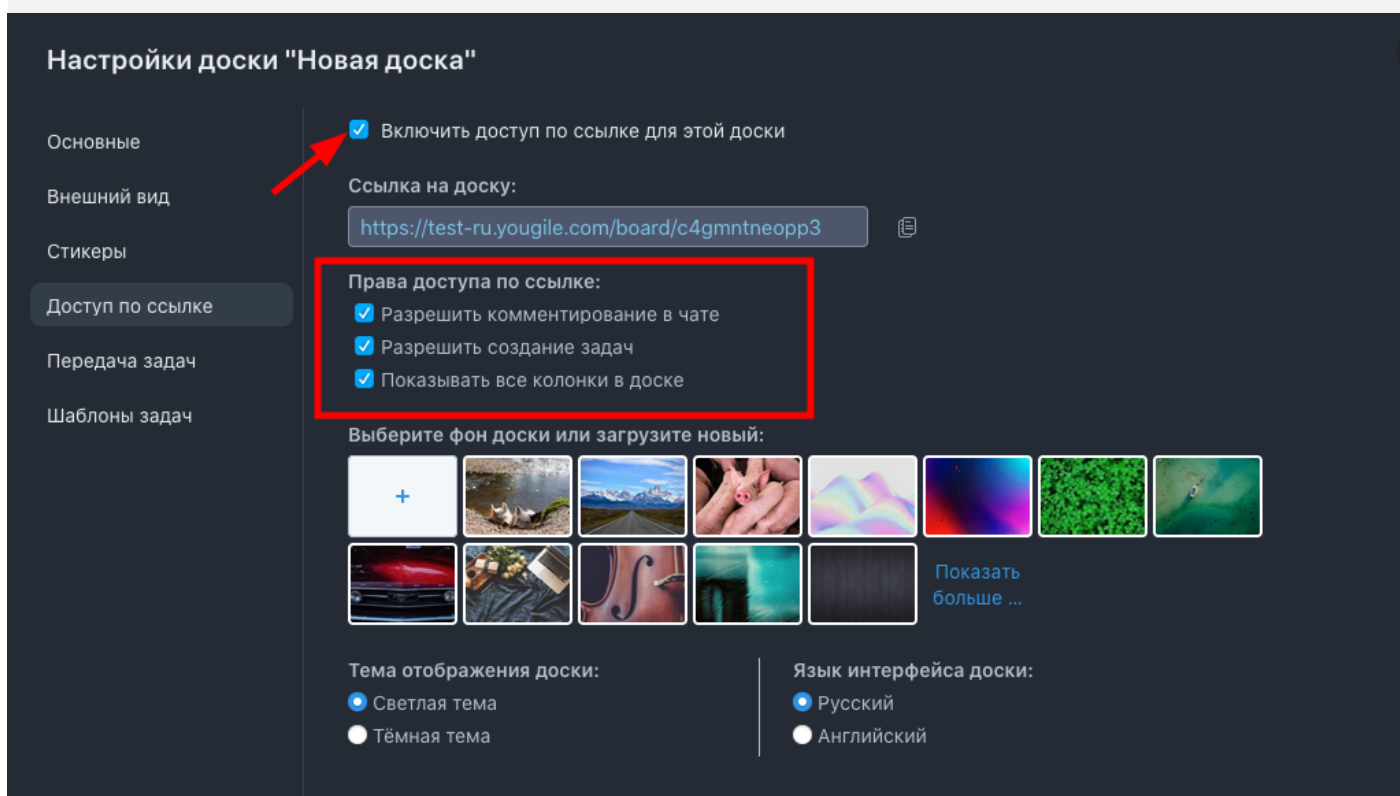 Настройки доски "Новая доска"
Основные
Внешний вид
Стикеры
Доступ по ссылке
Передача задач
Шаблоны задач
Включить доступ по ссылке для этой доски
Ссылка на доску:
https://test-ru.yougile.com/board/c4gmntneopp3
Права доступа по ссылке:
Разрешить комментирование в чате
Разрешить создание задач
Показывать все колонки в доске
Выберите фон доски или загрузите новый:
+
Показать
больше ...
Тема отображения доски:
Светлая тема
Тёмная тема
Язык интерфейса доски:
Русский
Английский